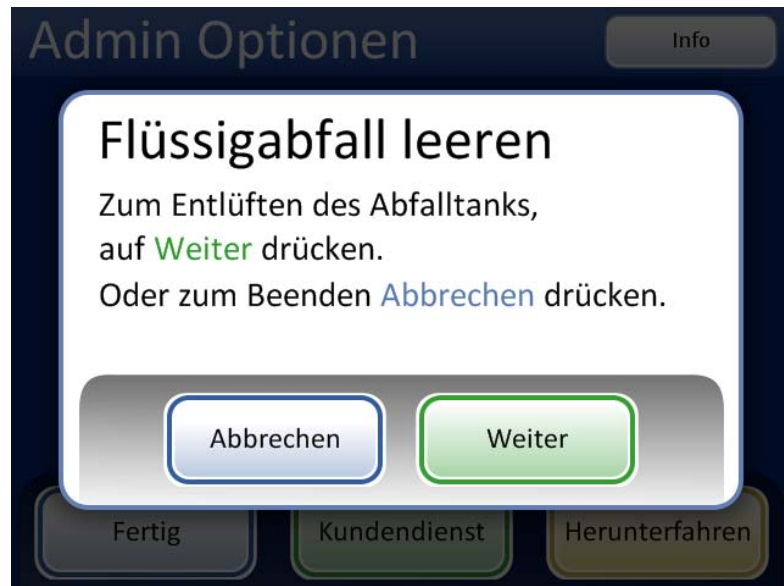 Admin Optionen
Info
Flüssigabfall leeren
Zum Entlüften des Abfalltanks,
auf Weiter drücken.
Oder zum Beenden Abbrechen drücken.
Abbrechen
Weiter
Fertig
Kundendienst
Herunterfahren